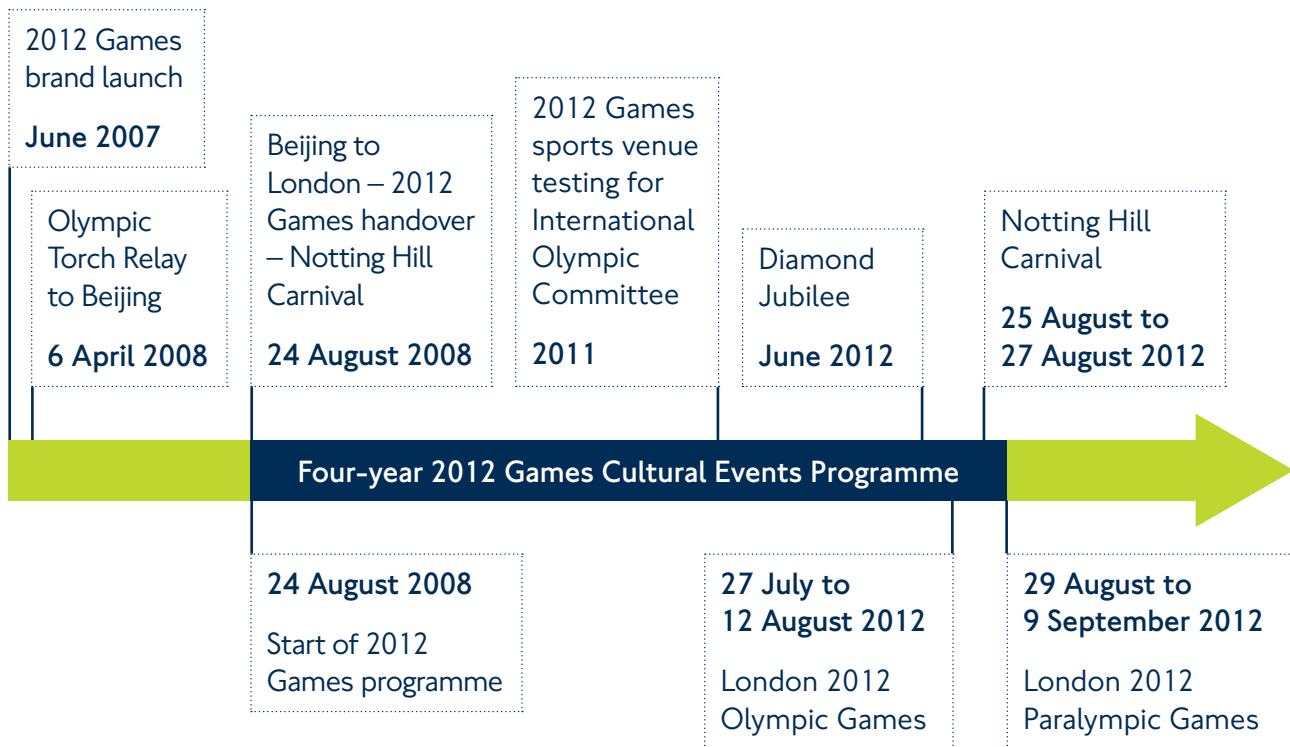 2012 Games
brand launch
June 2007
Olympic
Torch Relay
to Beijing
6 April 2008
Beijing to
London – 2012
Games handover
– Notting Hill
Carnival
24 August 2008
2012 Games
sports venue
testing for
International
Olympic
Committee
2011
Diamond
Jubilee
June 2012
Notting Hill
Carnival
25 August to
27 August 2012
Four-year 2012 Games Cultural Events Programme
24 August 2008
Start of 2012
Games programme
27 July to
12 August 2012
London 2012
Olympic Games
29 August to
9 September 2012
London 2012
Paralympic Games